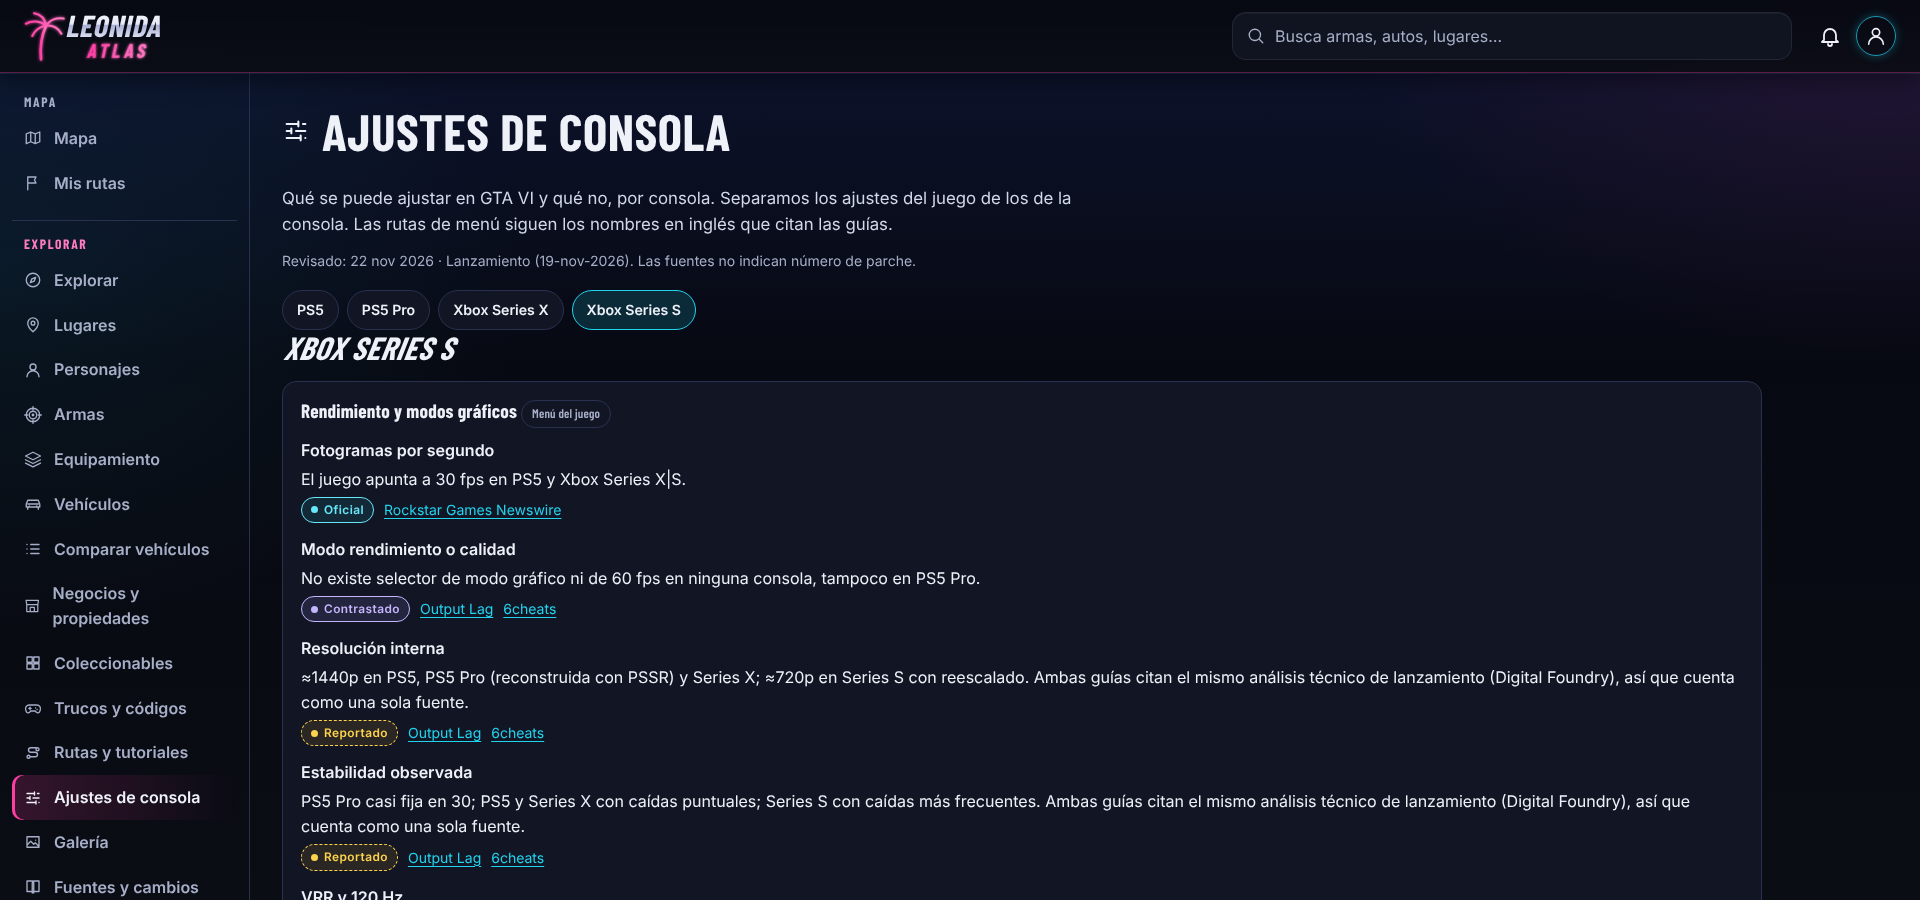 LEONIDA
ATLAS
Busca armas, autos, lugares...
MAPA
Mapa
Mis rutas
EXPLORAR
Explorar
Lugares
Personajes
Armas
Equipamiento
Vehículos
Comparar vehículos
Negocios y
propiedades
Coleccionables
Trucos y códigos
Rutas y tutoriales
Ajustes de consola
Galería
Fuentes y cambios
AJUSTES DE CONSOLA
Qué se puede ajustar en GTA VI y qué no, por consola. Separamos los ajustes del juego de los de la
consola. Las rutas de menú siguen los nombres en inglés que citan las guías.
Revisado: 22 nov 2026 · Lanzamiento (19-nov-2026). Las fuentes no indican número de parche.
PS5 PS5 Pro Xbox Series X Xbox Series S
XBOX SERIES S
Rendimiento y modos gráficos Menú del juego
Fotogramas por segundo
El juego apunta a 30 fps en PS5 y Xbox Series X|S.
Oficial Rockstar Games Newswire
Modo rendimiento o calidad
No existe selector de modo gráfico ni de 60 fps en ninguna consola, tampoco en PS5 Pro.
Contrastado Output Lag 6cheats
Resolución interna
≈1440p en PS5, PS5 Pro (reconstruida con PSSR) y Series X; ≈720p en Series S con reescalado. Ambas guías citan el mismo análisis técnico de lanzamiento (Digital Foundry), así que cuenta
como una sola fuente.
Reportado Output Lag 6cheats
Estabilidad observada
PS5 Pro casi fija en 30; PS5 y Series X con caídas puntuales; Series S con caídas más frecuentes. Ambas guías citan el mismo análisis técnico de lanzamiento (Digital Foundry), así que
cuenta como una sola fuente.
Reportado Output Lag 6cheats
VRR y 120 Hz